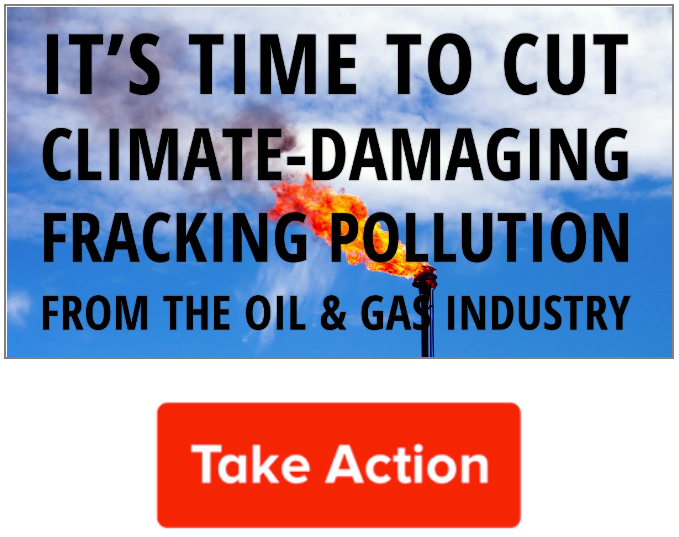 IT'S TIME TO CUT
CLIMATE-DAMAGING
FRACKING POLLUTION
FROM THE OIL & GAS INDUSTRY
Take Action